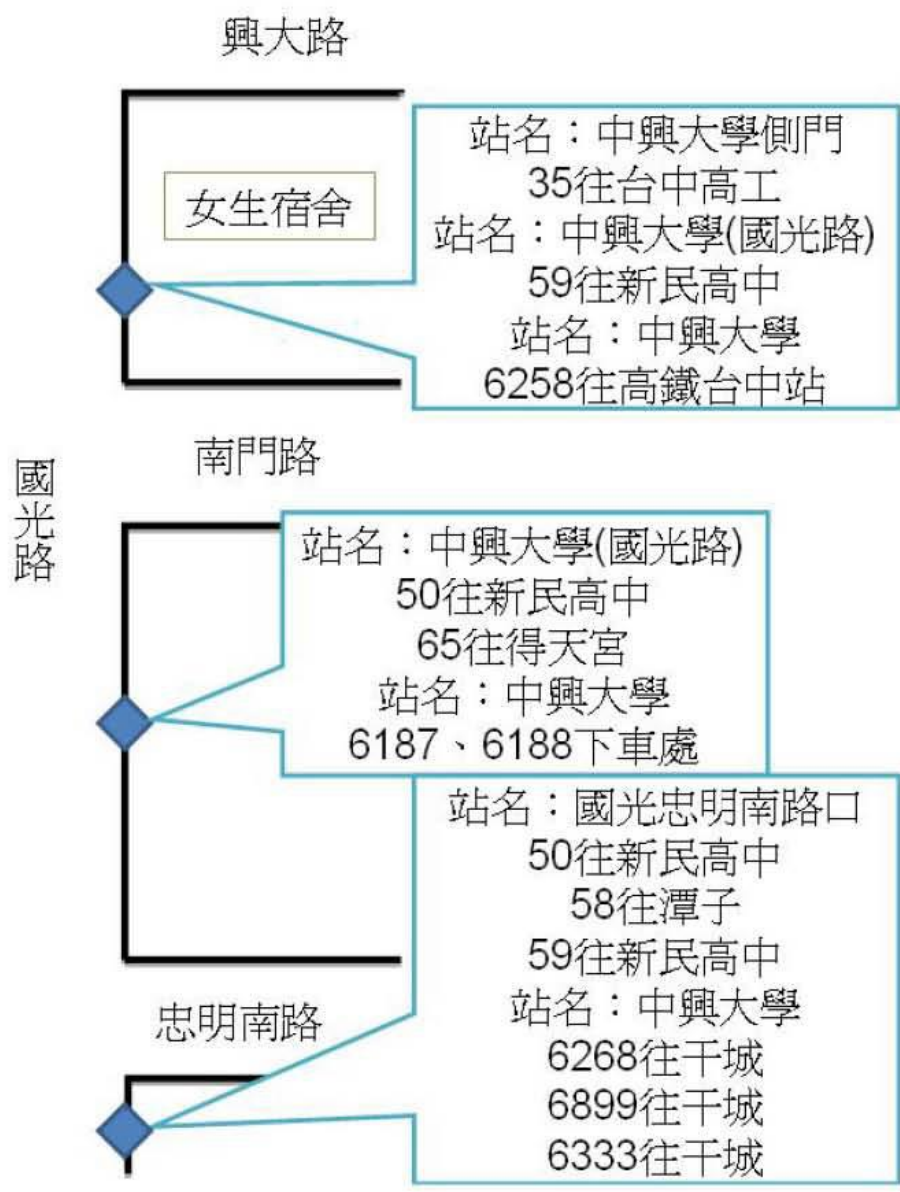 興大路
女生宿舍
站名：中興大學側門
35往台中高工
站名：中興大學(國光路)
59往新民高中
站名：中興大學
6258往高鐵台中站
國光路
南門路
站名：中興大學(國光路)
50往新民高中
65往得天宮
站名：中興大學
6187、6188下車處
忠明南路
站名：國光忠明南路口
50往新民高中
58往潭子
59往新民高中
站名：中興大學
6268往干城
6899往干城
6333往干城